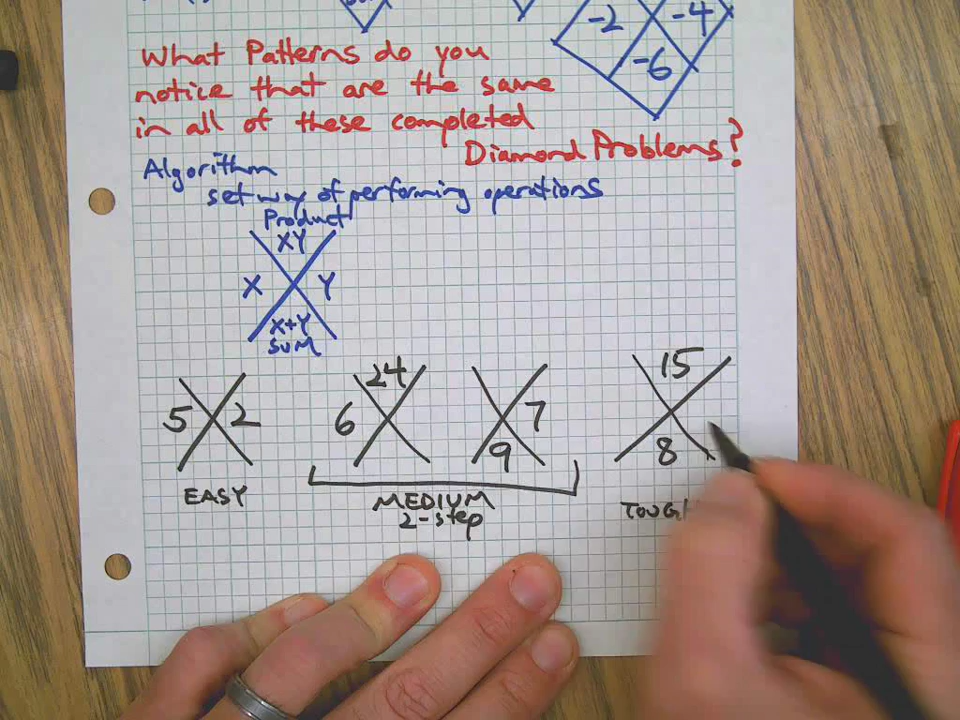 -2 -4
-6
What Patterns do you
notice that are the same
in all of these completed
Diamond Problems?
Algorithm
set way of performing operations
Product
XY
X Y
X+Y
SUM
5 2
EASY
24
6
7
9
MEDIUM
2-step
15
8